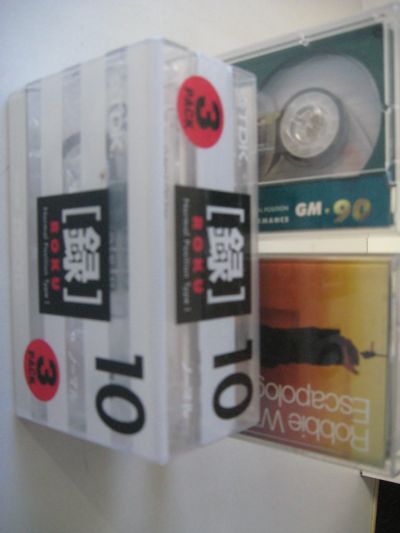 [録]
ROKU
Normal Position Type I
10
3
PACK
3
PACK
[録]
ROKU
Normal Position Type I
10
TDK
POSITION
GM-90
Robbie W
Escapolog